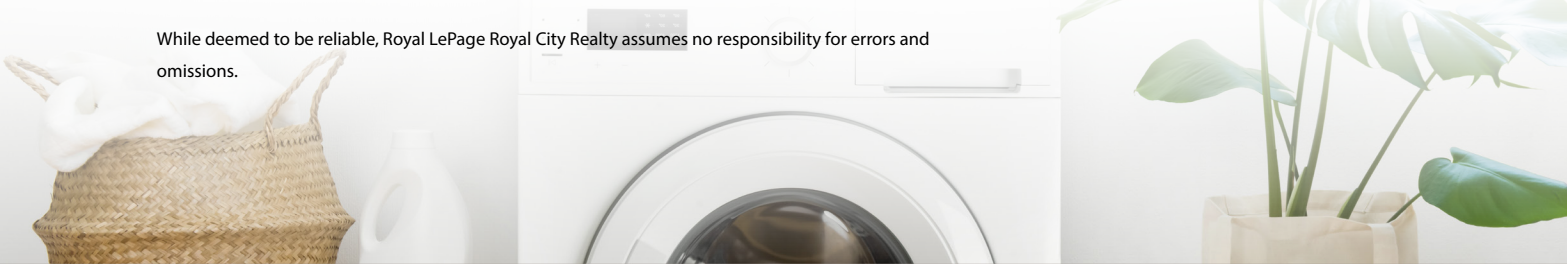 While deemed to be reliable, Royal LePage Royal City Realty assumes no responsibility for errors and
omissions.